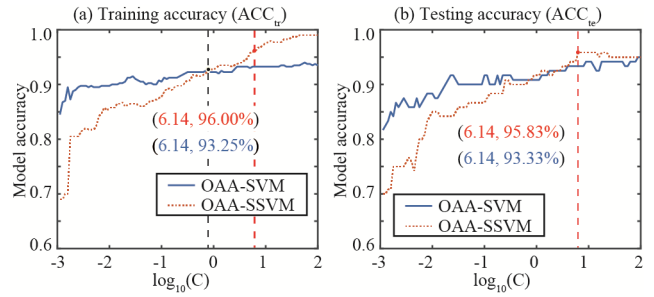 (a) Training accuracy (ACCtr)
1.0
0.9
0.8
0.7
0.6
Model accuracy
(6.14, 96.00%)
(6.14, 93.25%)
OAA-SVM
OAA-SSVM
-3
-2
-1
0
1
2
log10(C)
(b) Testing accuracy (ACCte)
1.0
0.9
0.8
0.7
0.6
Model accuracy
(6.14, 95.83%)
(6.14, 93.33%)
OAA-SVM
OAA-SSVM
-3
-2
-1
0
1
2
log10(C)